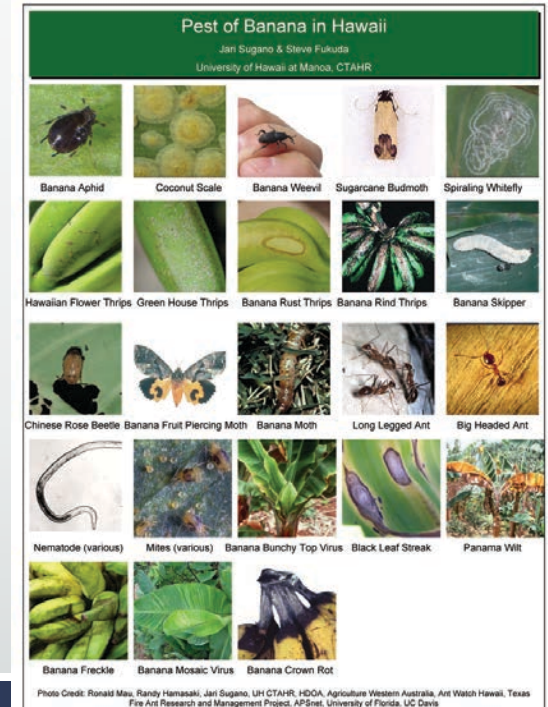 Pest of Banana in Hawaii
Jari Sugano & Steve Fukuda
University of Hawaii at Manoa, CTAHR
Banana Aphid
Coconut Scale
Banana Weevil
Sugarcane Budmoth
Spiraling Whitefly
Hawaiian Flower Thrips
Green House Thrips
Banana Rust Thrips
Banana Rind Thrips
Banana Skipper
Chinese Rose Beetle
Banana Fruit Piercing Moth
Banana Moth
Long Legged Ant
Big Headed Ant
Nematode (various)
Mites (various)
Banana Bunchy Top Virus
Black Leaf Streak
Panama Wilt
Banana Freckle
Banana Mosaic Virus
Banana Crown Rot
Photo Credit: Ronald Mau, Randy Hamasaki, Jari Sugano, UH CTAHR, HDOA, Agriculture Western Australia, Ant Watch Hawaii, Texas
Fire Ant Research and Management Project, APSnet, University of Florida, UC Davis